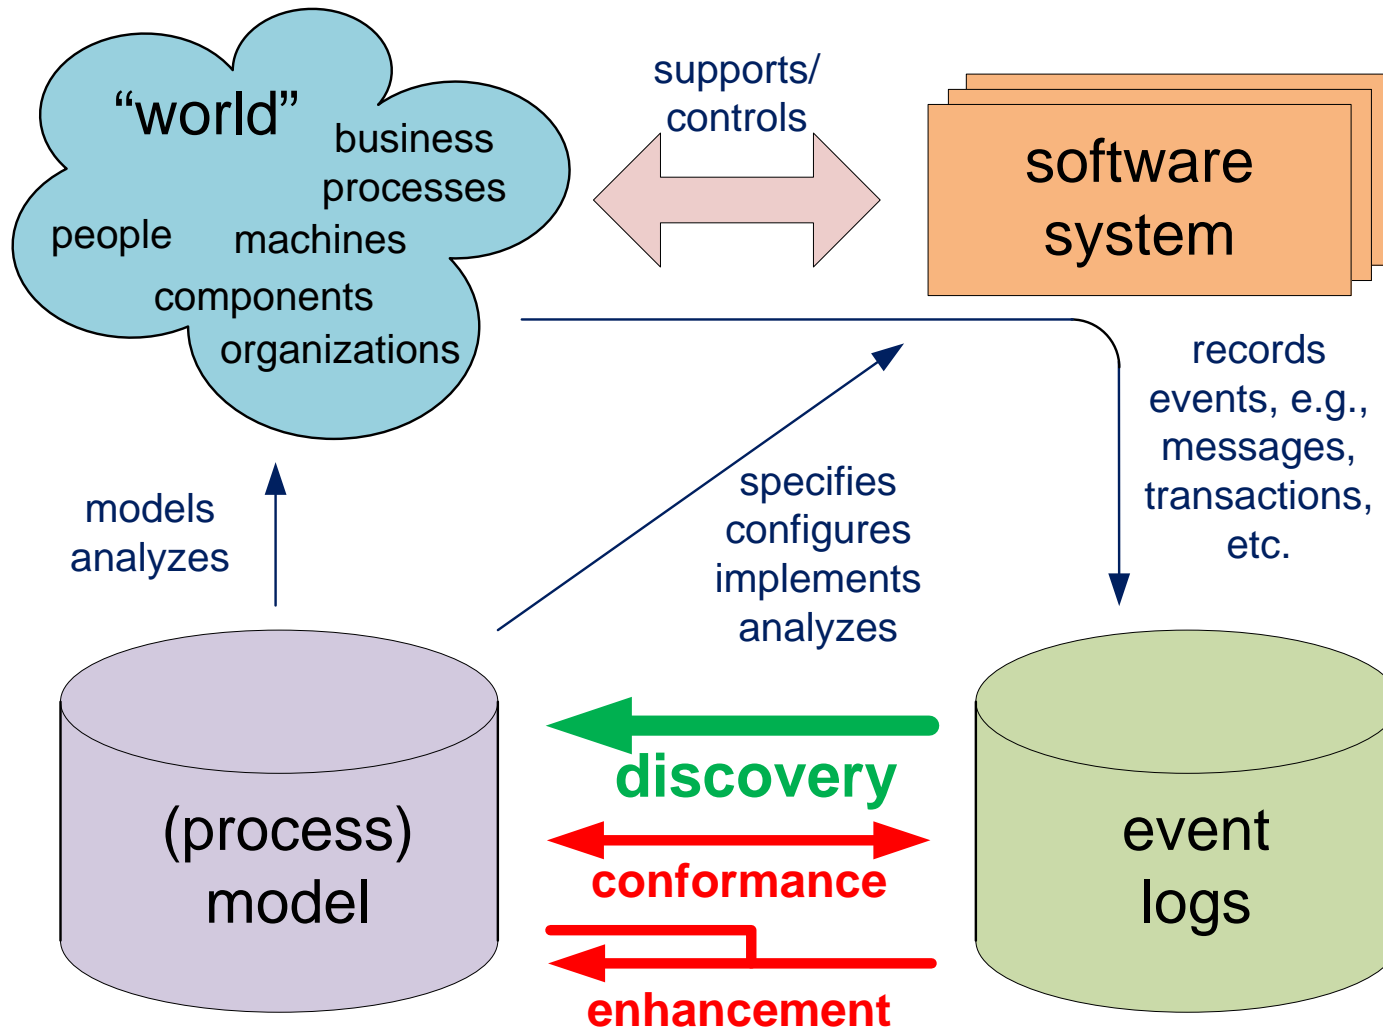 “world”
business
processes
people
machines
components
organizations
supports/
controls
software
system
records
events, e.g.,
messages,
transactions,
etc.
models
analyzes
specifies
configures
implements
analyzes
(process)
model
discovery
conformance
enhancement
event
logs